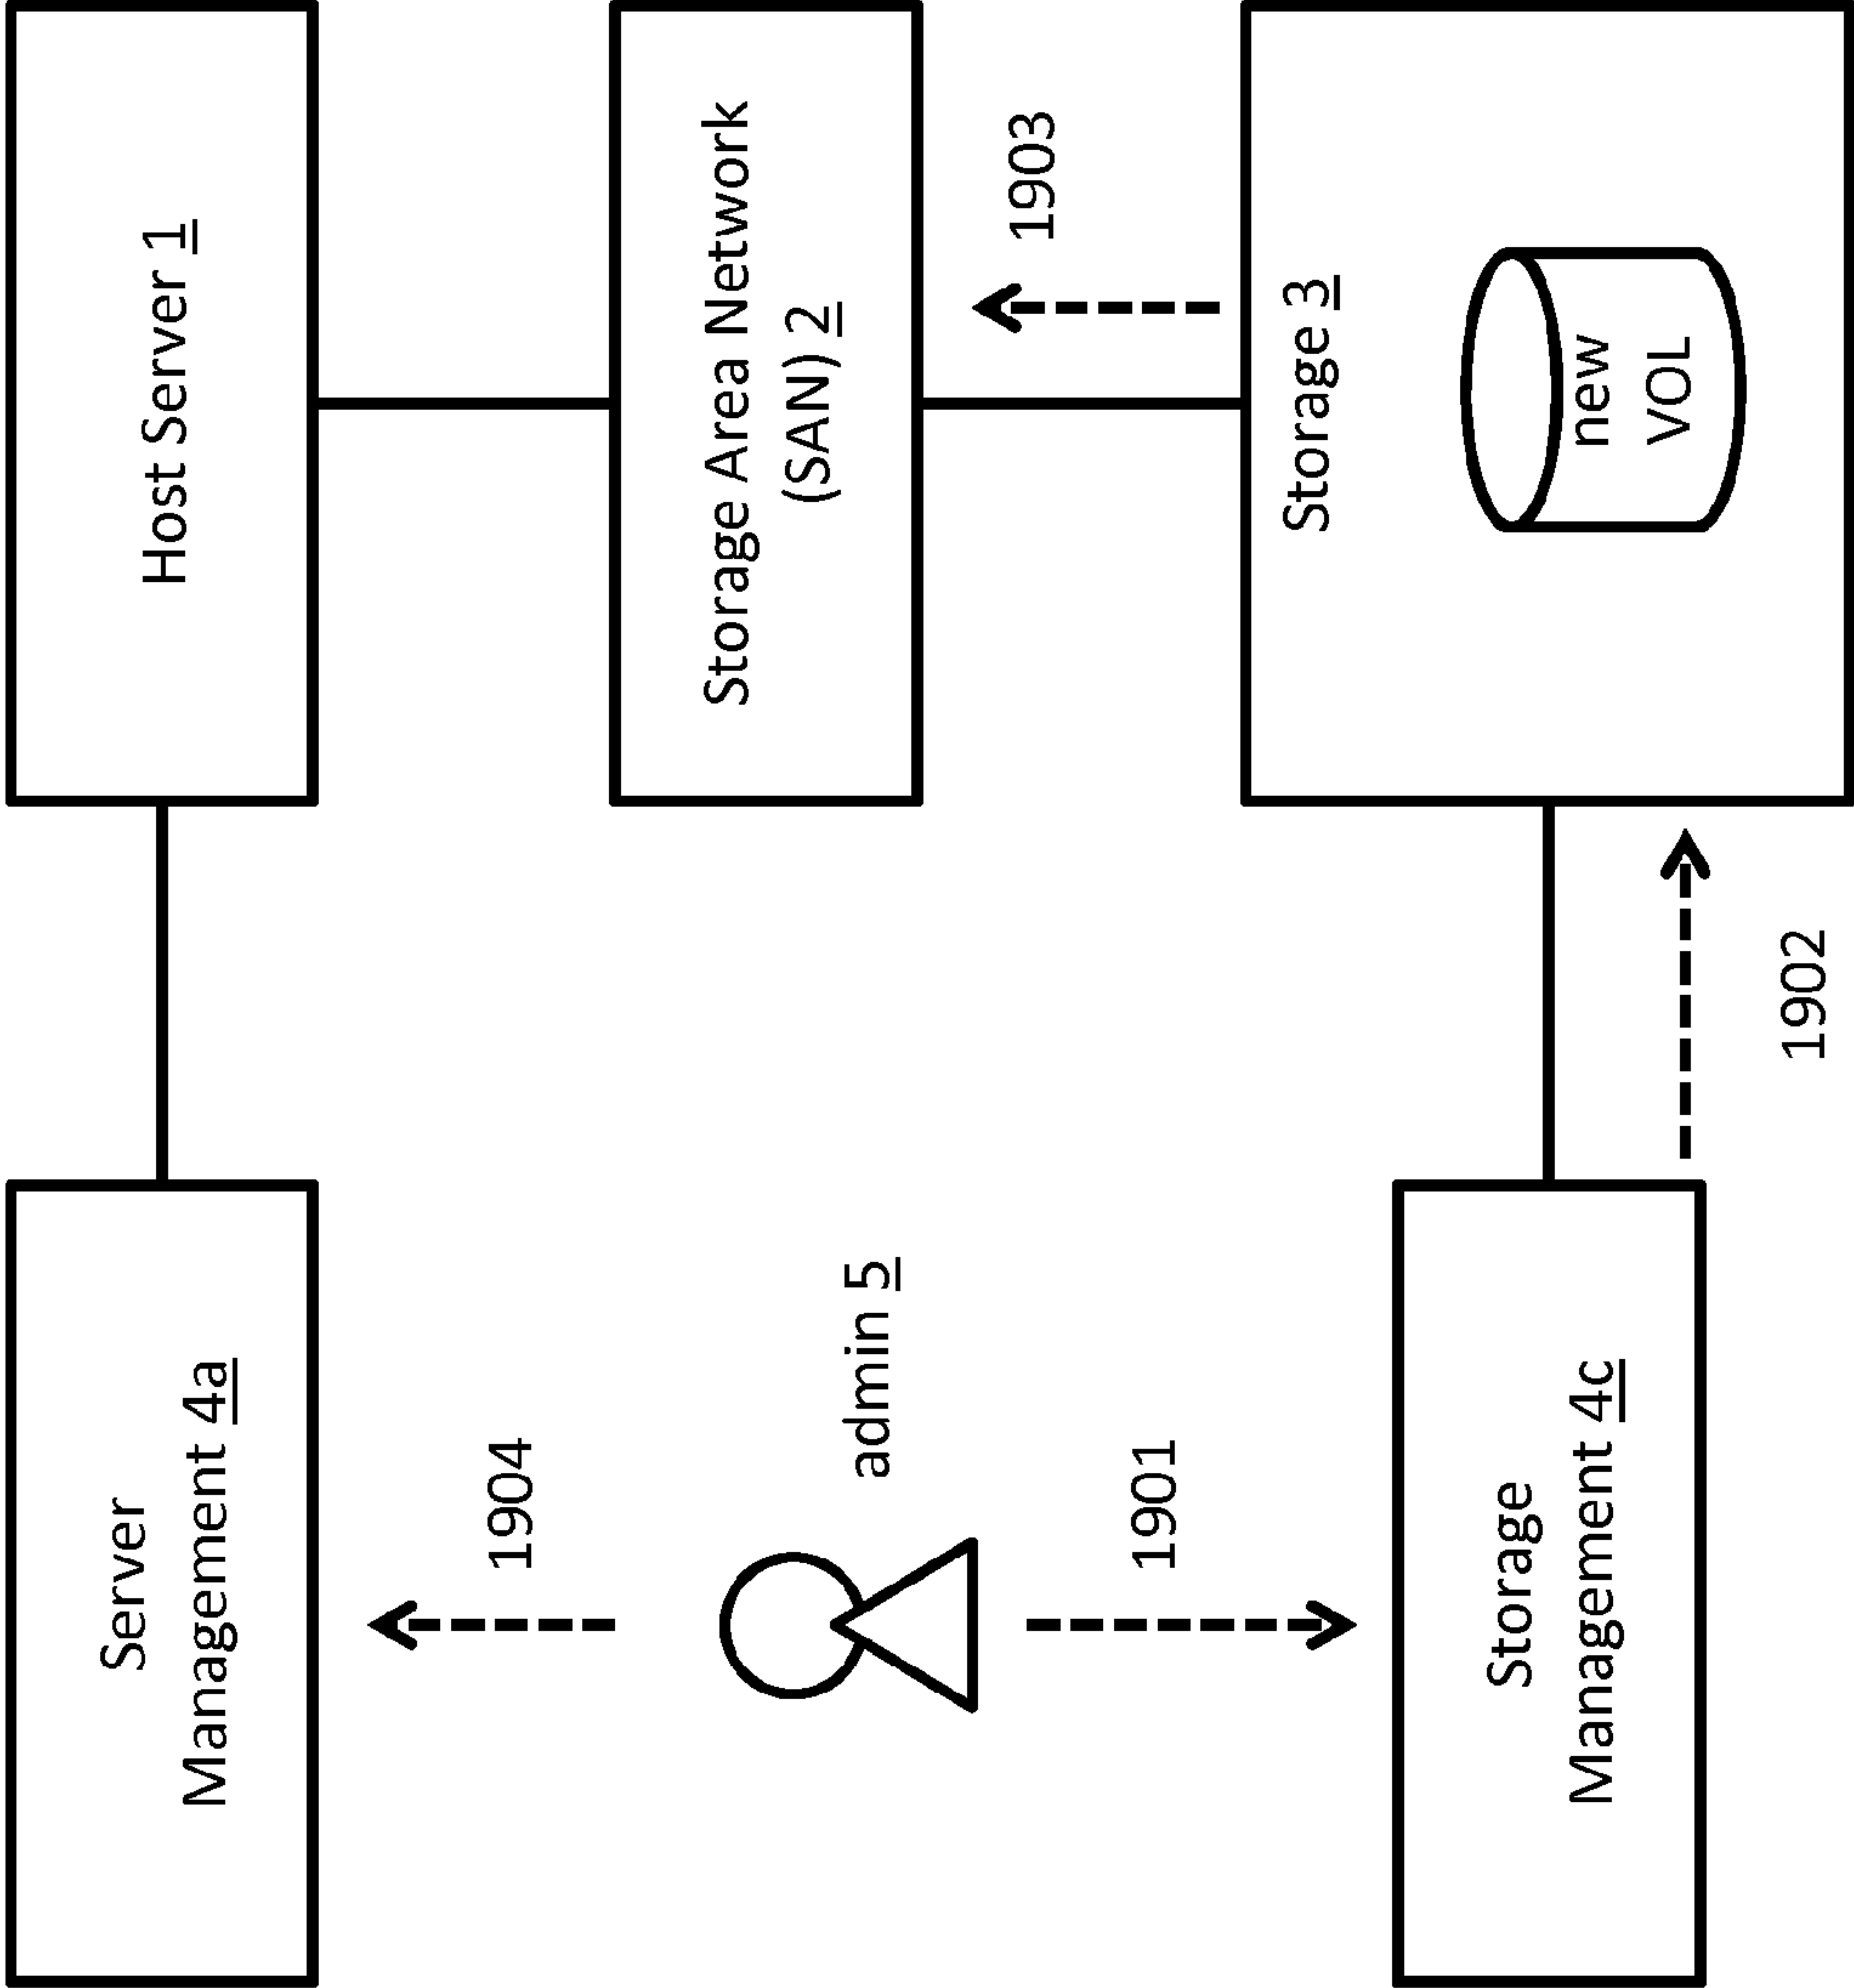 Server
Management 4a
Host Server 1
1904
admin 5
Storage Area Network
(SAN) 2
1903
1901
Storage 3
Storage
Management 4c
new
VOL
1902